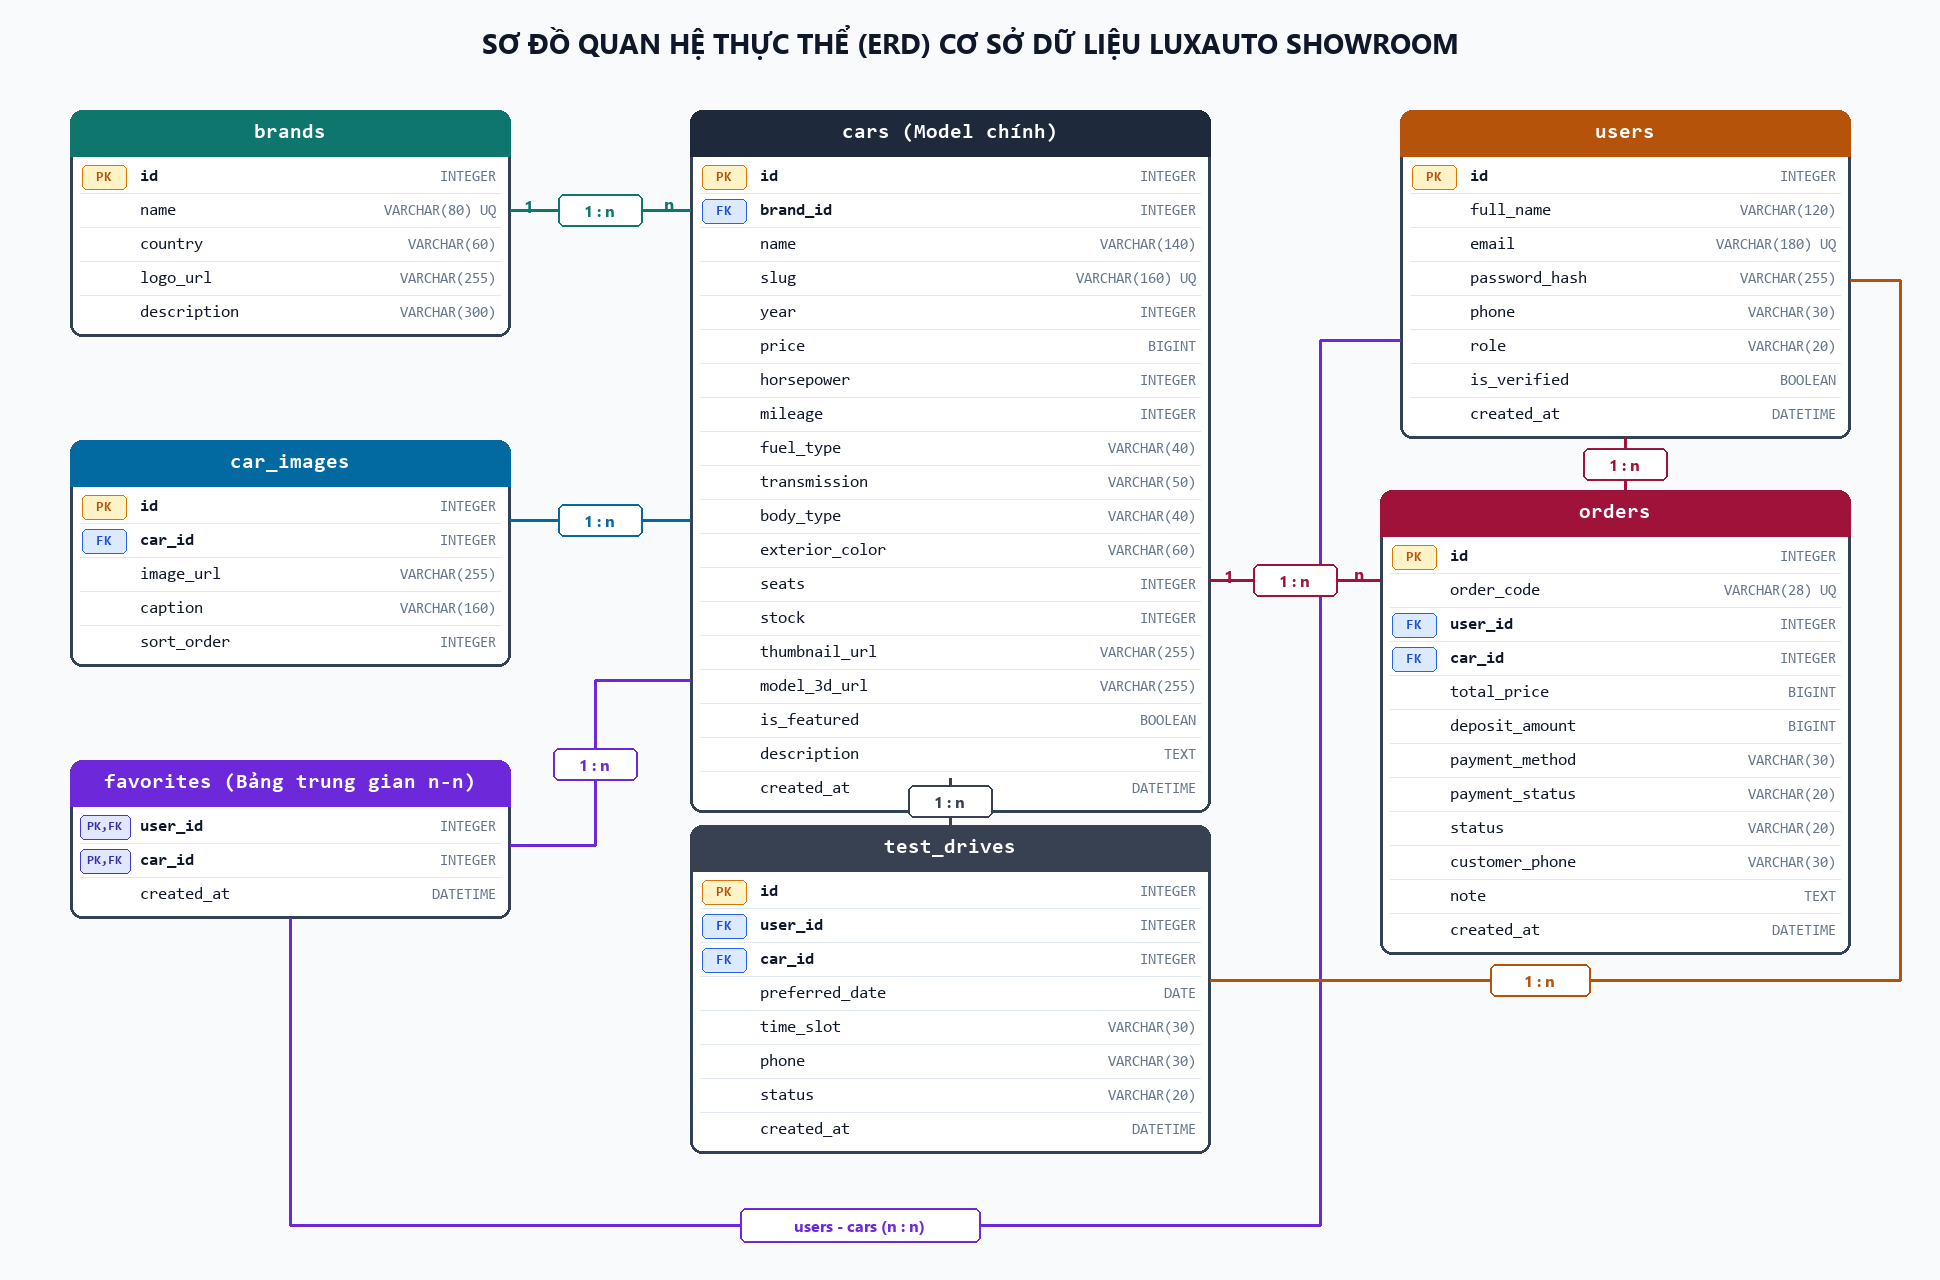 SƠ ĐỒ QUAN HỆ THỰC THỂ (ERD) CƠ SỞ DỮ LIỆU LUXAUTO SHOWROOM
brands
PK id INTEGER
name VARCHAR(80) UQ
country VARCHAR(60)
logo_url VARCHAR(255)
description VARCHAR(300)
1 1:n n
cars (Model chính)
PK id INTEGER
FK brand_id INTEGER
name VARCHAR(140)
slug VARCHAR(160) UQ
year INTEGER
price BIGINT
horsepower INTEGER
mileage INTEGER
fuel_type VARCHAR(40)
transmission VARCHAR(50)
body_type VARCHAR(40)
exterior_color VARCHAR(60)
seats INTEGER
stock INTEGER
thumbnail_url VARCHAR(255)
model_3d_url VARCHAR(255)
is_featured BOOLEAN
description TEXT
created_at DATETIME
1:n
users
PK id INTEGER
full_name VARCHAR(120)
email VARCHAR(180) UQ
password_hash VARCHAR(255)
phone VARCHAR(30)
role VARCHAR(20)
is_verified BOOLEAN
created_at DATETIME
1:n
car_images
PK id INTEGER
FK car_id INTEGER
image_url VARCHAR(255)
caption VARCHAR(160)
sort_order INTEGER
1:n
1 1:n n
orders
PK id INTEGER
order_code VARCHAR(28) UQ
FK user_id INTEGER
FK car_id INTEGER
total_price BIGINT
deposit_amount BIGINT
payment_method VARCHAR(30)
payment_status VARCHAR(20)
status VARCHAR(20)
customer_phone VARCHAR(30)
note TEXT
created_at DATETIME
1:n
favorites (Bảng trung gian n-n)
PK,FK user_id INTEGER
PK,FK car_id INTEGER
created_at DATETIME
1:n
test_drives
PK id INTEGER
FK user_id INTEGER
FK car_id INTEGER
preferred_date DATE
time_slot VARCHAR(30)
phone VARCHAR(30)
status VARCHAR(20)
created_at DATETIME
users - cars (n : n)